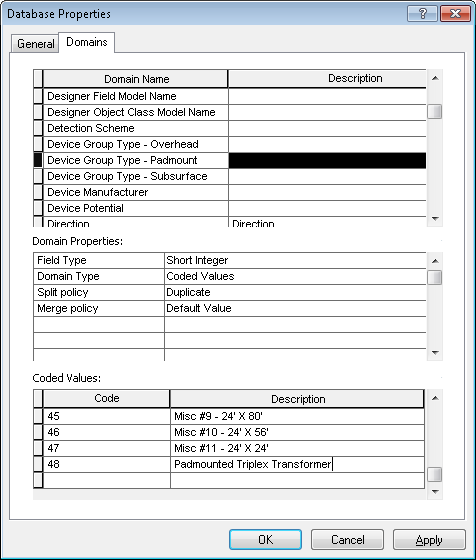 Database Properties
General Domains
Domain Name Description
Designer Field Model Name
Designer Object Class Model Name
Detection Scheme
Device Group Type - Overhead
Device Group Type - Padmount
Device Group Type - Subsurface
Device Manufacturer
Device Potential
Direction Direction
Domain Properties:
Field Type Short Integer
Domain Type Coded Values
Split policy Duplicate
Merge policy Default Value
Coded Values:
Code Description
45 Misc #9 - 24' X 80'
46 Misc #10 - 24' X 56'
47 Misc #11 - 24' X 24'
48 Padmounted Triplex Transformer
OK Cancel Apply